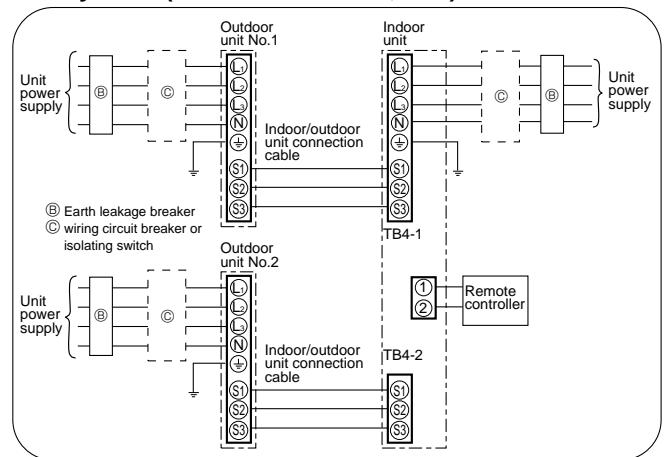 Outdoor
unit No.1
Indoor
unit
Unit
power
supply
Ⓑ
Ⓒ
L1
L2
L3
N
⏚
S1
S2
S3
Indoor/outdoor
unit connection
cable
L1
L2
L3
N
⏚
S1
S2
S3
TB4-1
Ⓒ
Ⓑ
Unit
power
supply
Ⓑ Earth leakage breaker
Ⓒ wiring circuit breaker or
isolating switch
Outdoor
unit No.2
Unit
power
supply
Ⓑ
Ⓒ
L1
L2
L3
N
⏚
S1
S2
S3
Indoor/outdoor
unit connection
cable
1
2
Remote
controller
TB4-2
S1
S2
S3